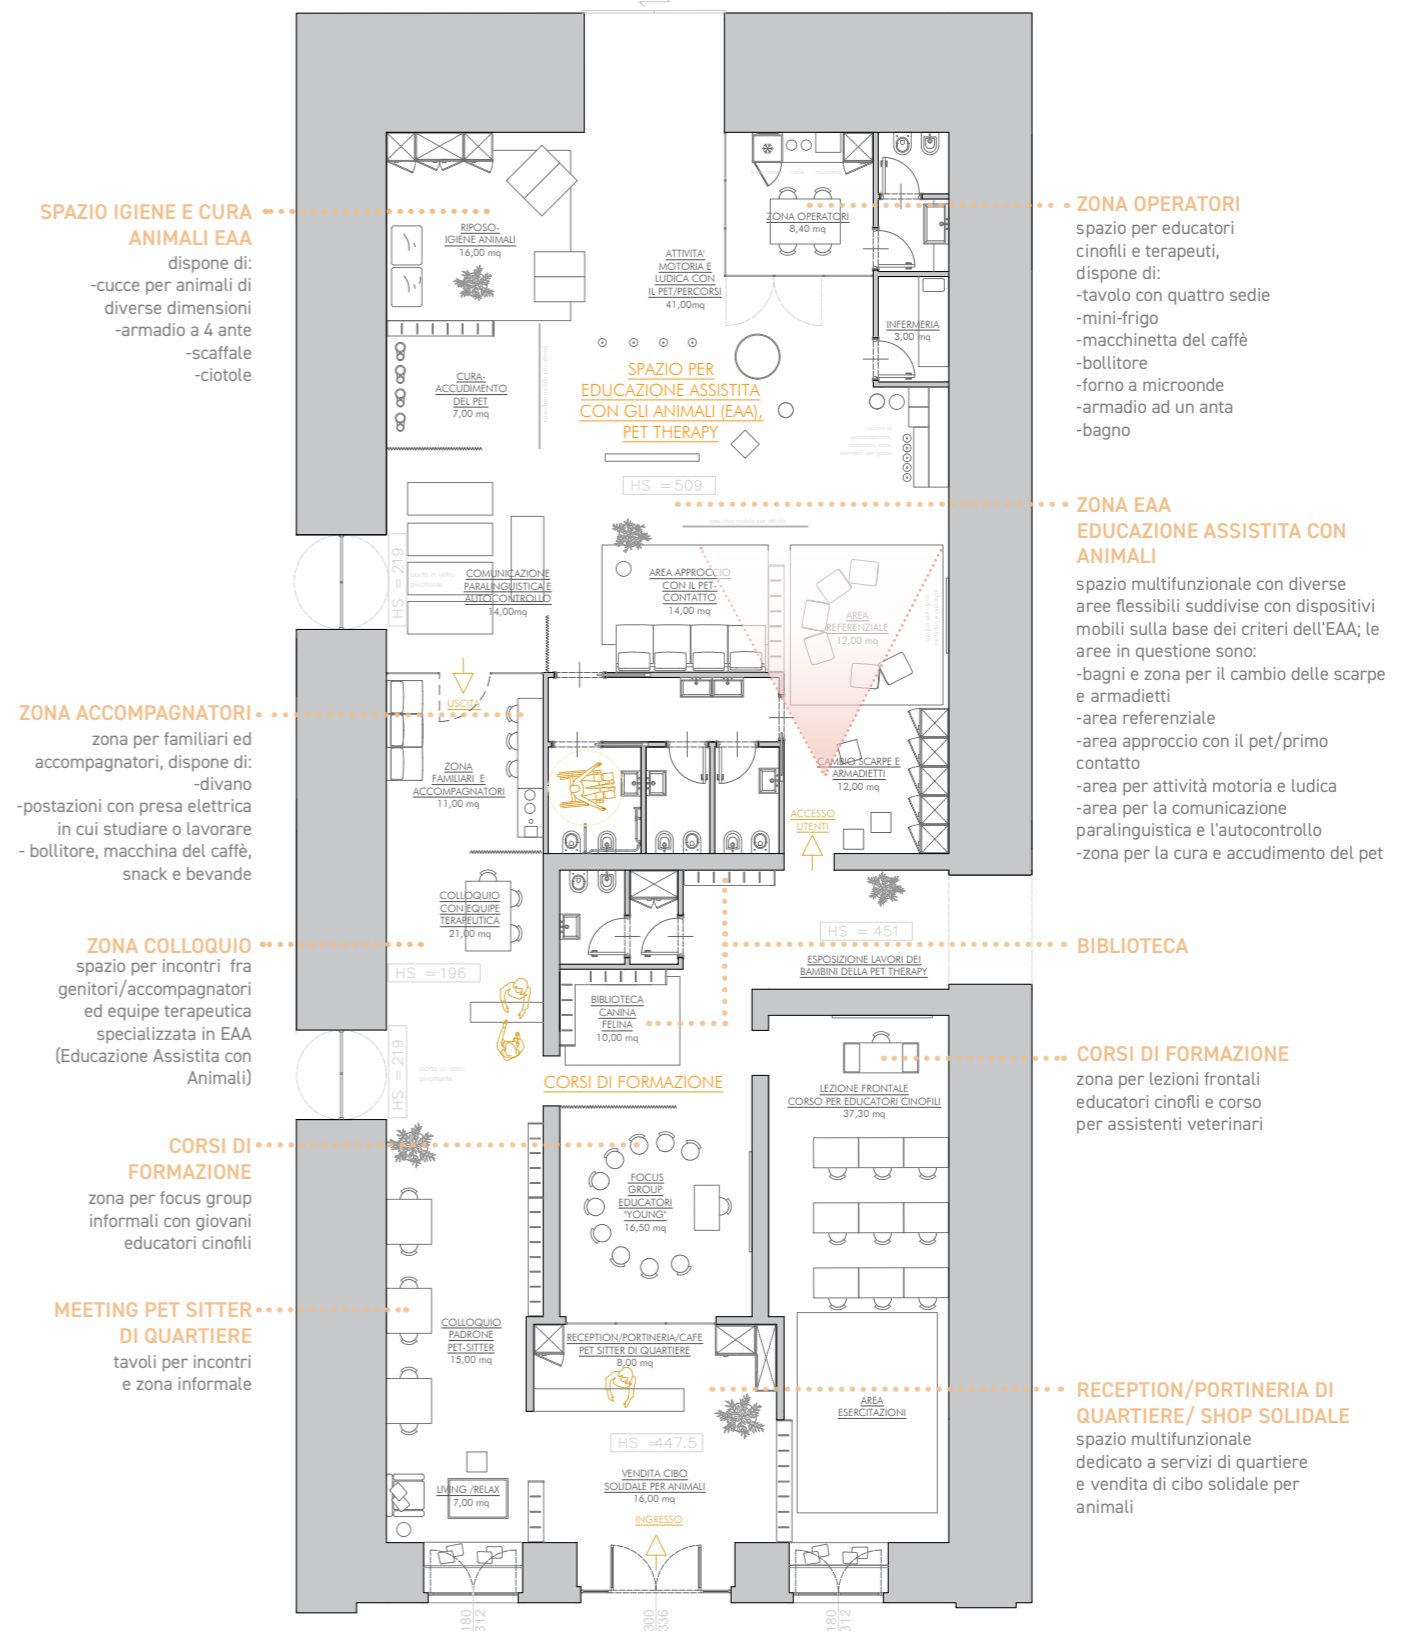 SPAZIO IGIENE E CURA
ANIMALI EAA
dispone di:
-cucce per animali di
diverse dimensioni
-armadio a 4 ante
-scaffale
-ciotole
ZONA ACCOMPAGNATORI
zona per familiari ed
accompagnatori, dispone di:
-divano
-postazioni con presa elettrica
in cui studiare o lavorare
- bollitore, macchina del caffè,
snack e bevande
ZONA COLLOQUIO
spazio per incontri fra
genitori/accompagnatori
ed equipe terapeutica
specializzata in EAA
(Educazione Assistita con
Animali)
CORSI DI
FORMAZIONE
zona per focus group
informali con giovani
educatori cinofili
MEETING PET SITTER
DI QUARTIERE
tavoli per incontri
e zona informale
RIPOSO-
IGIENE ANIMALI
16,00 mq
ZONA OPERATORI
8,40 mq
ATTIVITA'
MOTORIA E
LUDICA CON
IL PET/PERCORSI
41,00mq
INFERMERIA
3,00 mq
CURA-
ACCUDIMENTO
DEL PET
7,00 mq
SPAZIO PER
EDUCAZIONE ASSISTITA
CON GLI ANIMALI (EAA),
PET THERAPY
HS = 509
specchio mobile per attività
HS = 219
porta in vetro
pivottante
COMUNICAZIONE
PARALINGUISTICA E
AUTOCONTROLLO
14,00mq
AREA APPROCCIO
CON IL PET-
CONTATTO
14,00 mq
AREA
REFERENZIALE
12,00 mq
USCITA
ZONA
FAMILIARI E
ACCOMPAGNATORI
11,00 mq
CAMBIO SCARPE E
ARMADIETTI
12,00 mq
ACCESSO
UTENTI
COLLOQUIO
CON EQUIPE
TERAPEUTICA
21,00 mq
HS = 196
HS = 451
ESPOSIZIONE LAVORI DEI
BAMBINI DELLA PET THERAPY
BIBLIOTECA
CANINA
FELINA
10,00 mq
HS = 219
porta in vetro
pivottante
CORSI DI FORMAZIONE
LEZIONE FRONTALE
CORSO PER EDUCATORI CINOFILI
37,30 mq
FOCUS
GROUP
EDUCATORI
"YOUNG"
16,50 mq
COLLOQUIO
PADRONE
PET-SITTER
15,00 mq
RECEPTION/PORTINERIA/CAFE
PET SITTER DI QUARTIERE
8,00 mq
AREA
ESERCITAZIONI
HS =447.5
LIVING /RELAX
7,00 mq
VENDITA CIBO
SOLIDALE PER ANIMALI
16,00 mq
INGRESSO
180
312
300
336
180
312
ZONA OPERATORI
spazio per educatori
cinofili e terapeuti,
dispone di:
-tavolo con quattro sedie
-mini-frigo
-macchinetta del caffè
-bollitore
-forno a microonde
-armadio ad un anta
-bagno
ZONA EAA
EDUCAZIONE ASSISTITA CON
ANIMALI
spazio multifunzionale con diverse
aree flessibili suddivise con dispositivi
mobili sulla base dei criteri dell'EAA; le
aree in questione sono:
-bagni e zona per il cambio delle scarpe
e armadietti
-area referenziale
-area approccio con il pet/primo
contatto
-area per attività motoria e ludica
-area per la comunicazione
paralinguistica e l'autocontrollo
-zona per la cura e accudimento del pet
BIBLIOTECA
CORSI DI FORMAZIONE
zona per lezioni frontali
educatori cinofli e corso
per assistenti veterinari
RECEPTION/PORTINERIA DI
QUARTIERE/ SHOP SOLIDALE
spazio multifunzionale
dedicato a servizi di quartiere
e vendita di cibo solidale per
animali